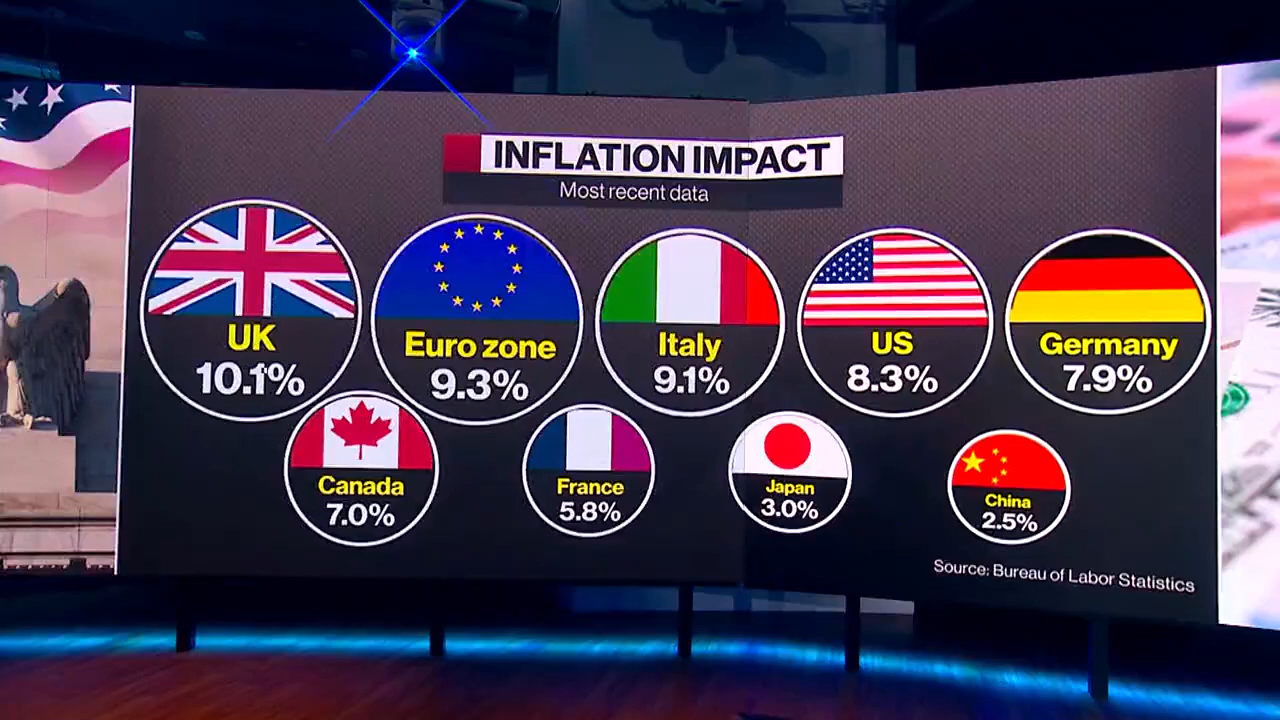 INFLATION IMPACT
Most recent data
UK
10.1%
Euro zone
9.3%
Italy
9.1%
US
8.3%
Germany
7.9%
Canada
7.0%
France
5.8%
Japan
3.0%
China
2.5%
Source: Bureau of Labor Statistics